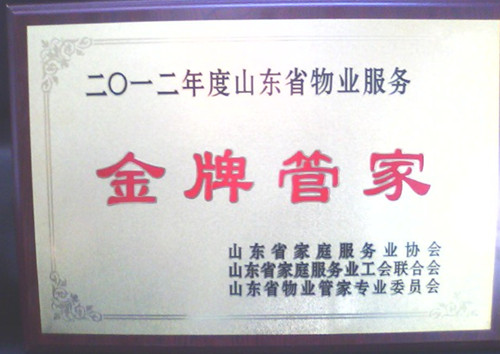 二〇一二年度山东省物业服务
金牌管家
山东省家庭服务业协会
山东省家庭服务业工会联合会
山东省物业管家专业委员会